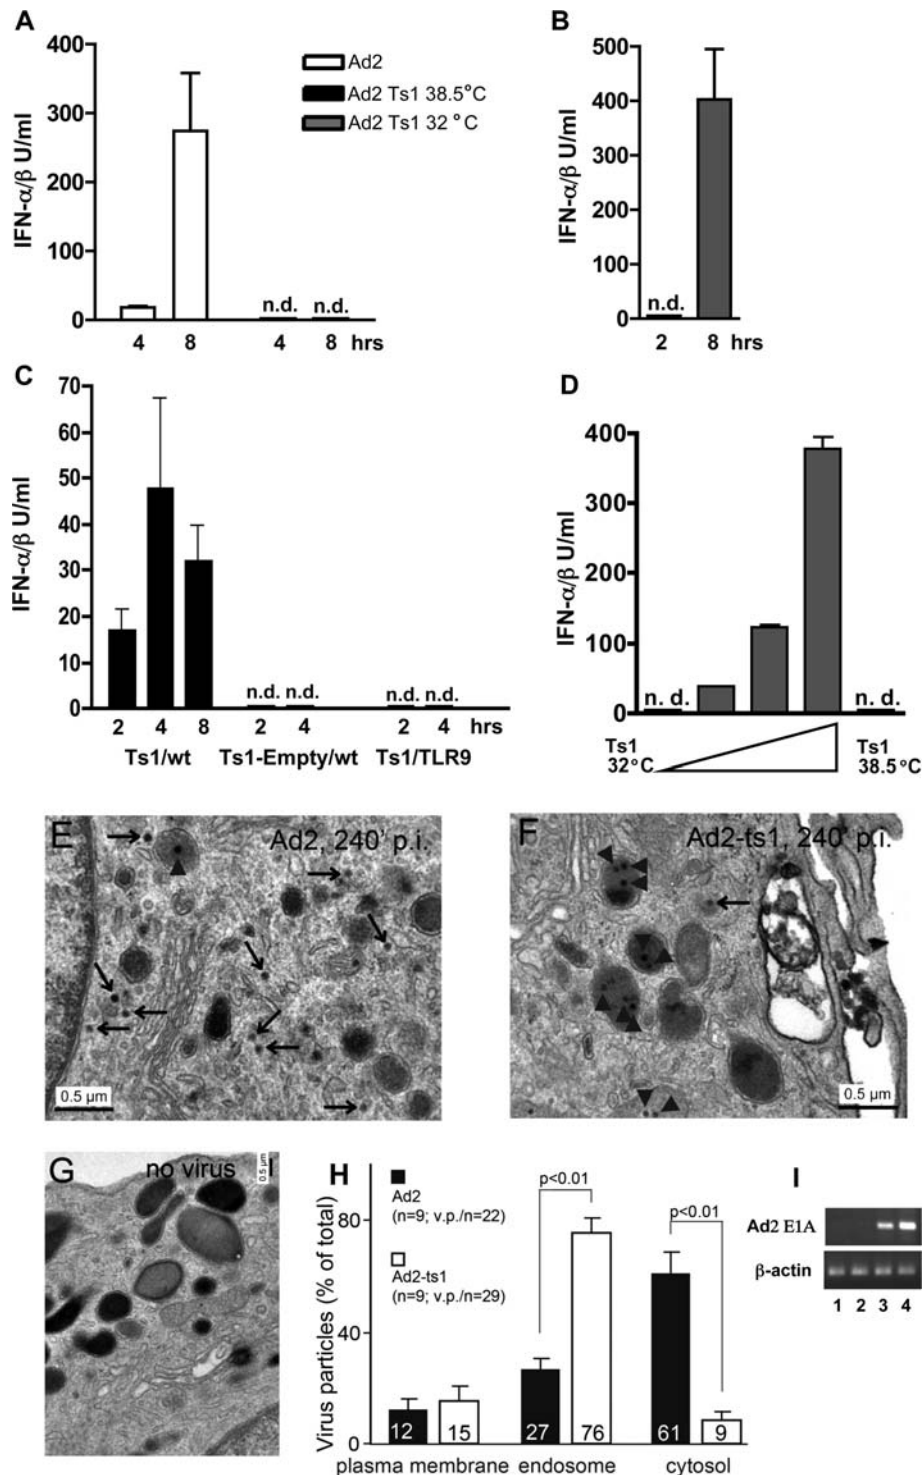 A
400
300
200
100
0
IFN-α/β U/ml
Ad2
Ad2 Ts1 38.5°C
Ad2 Ts1 32 °C
n.d. n.d.
4 8 4 8 hrs
B
500
400
300
200
100
0
IFN-α/β U/ml
n.d.
2 8 hrs
C
70
60
50
40
30
20
10
0
IFN-α/β U/ml
n.d. n.d. n.d. n.d.
2 4 8 2 4 2 4 hrs
Ts1/wt Ts1-Empty/wt Ts1/TLR9
D
400
300
200
100
0
IFN-α/β U/ml
n. d. n. d.
Ts1
32°C
Ts1
38.5°C
E Ad2, 240' p.i.
0.5 µm
F Ad2-ts1, 240' p.i.
0.5 µm
G no virus
0.5 µm
H
Virus particles (% of total)
80
40
0
Ad2
(n=9; v.p./n=22)
Ad2-ts1
(n=9; v.p./n=29)
p<0.01
p<0.01
12 15 27 76 61 9
plasma membrane endosome cytosol
I
Ad2 E1A
β-actin
1 2 3 4